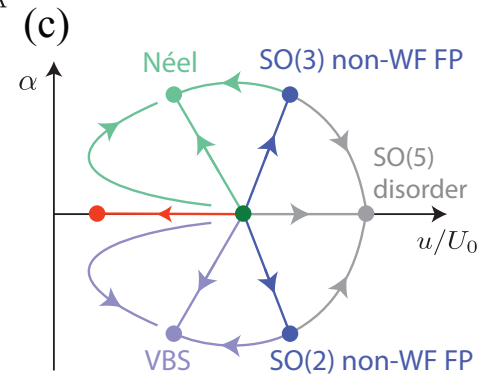 (c)
Néel
SO(3) non-WF FP
α
SO(5)
disorder
u/U₀
VBS
SO(2) non-WF FP